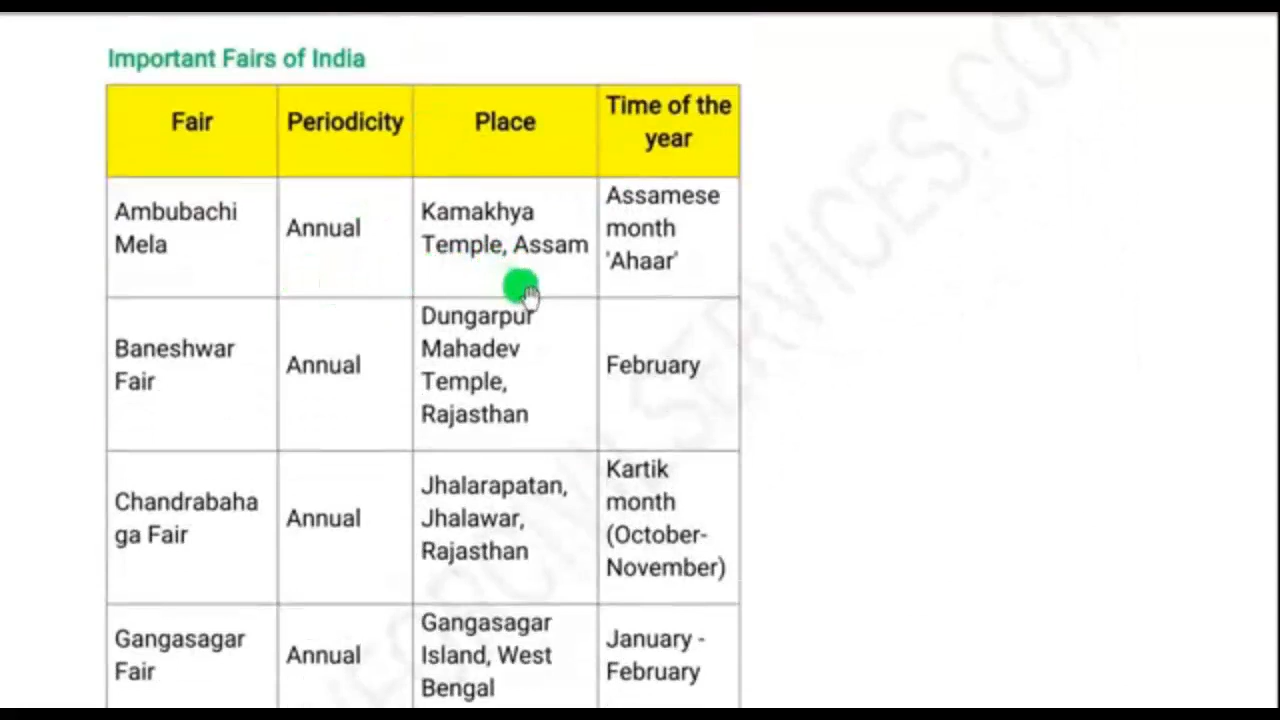 Important Fairs of India
Fair Periodicity Place Time of the
year
Ambubachi
Mela
Annual
Kamakhya
Temple, Assam
Assamese
month
'Ahaar'
Baneshwar
Fair
Annual
Dungarpur
Mahadev
Temple,
Rajasthan
February
Chandrabaha
ga Fair
Annual
Jhalarapatan,
Jhalawar,
Rajasthan
Kartik
month
(October-
November)
Gangasagar
Fair
Annual
Gangasagar
Island, West
Bengal
January -
February